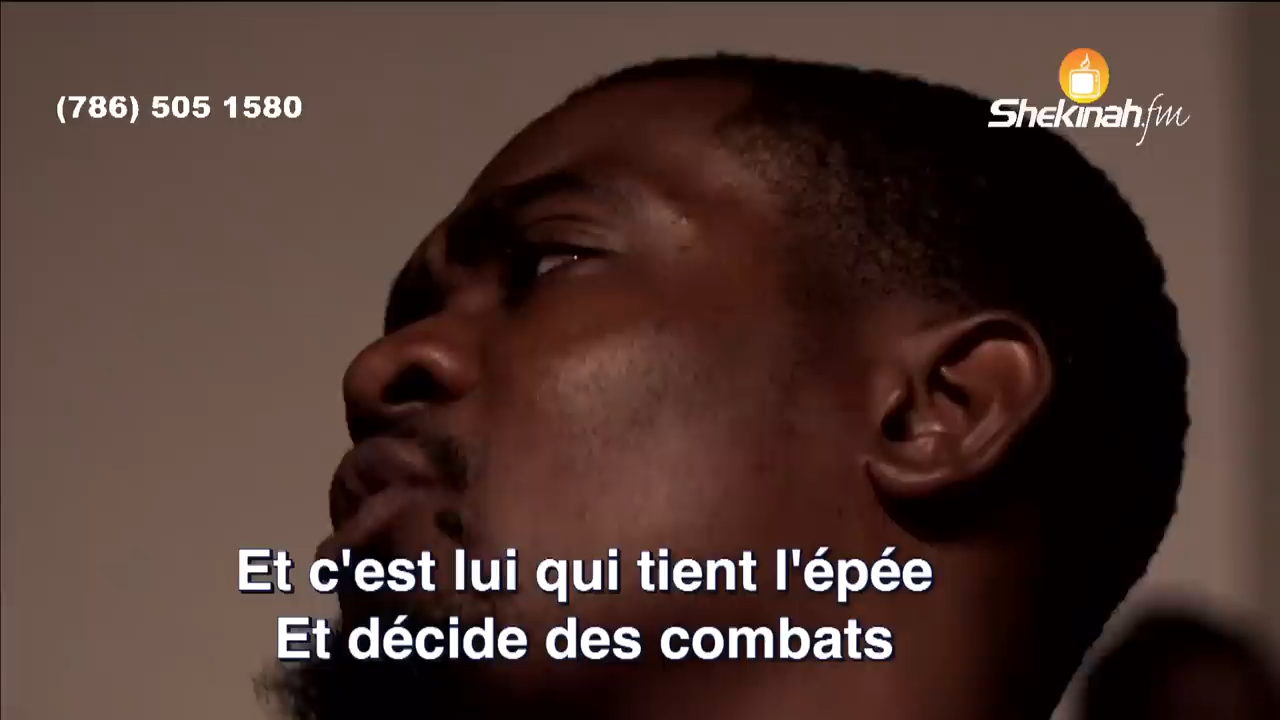 (786) 505 1580
Shekinah.fm
Et c'est lui qui tient l'épée
Et décide des combats